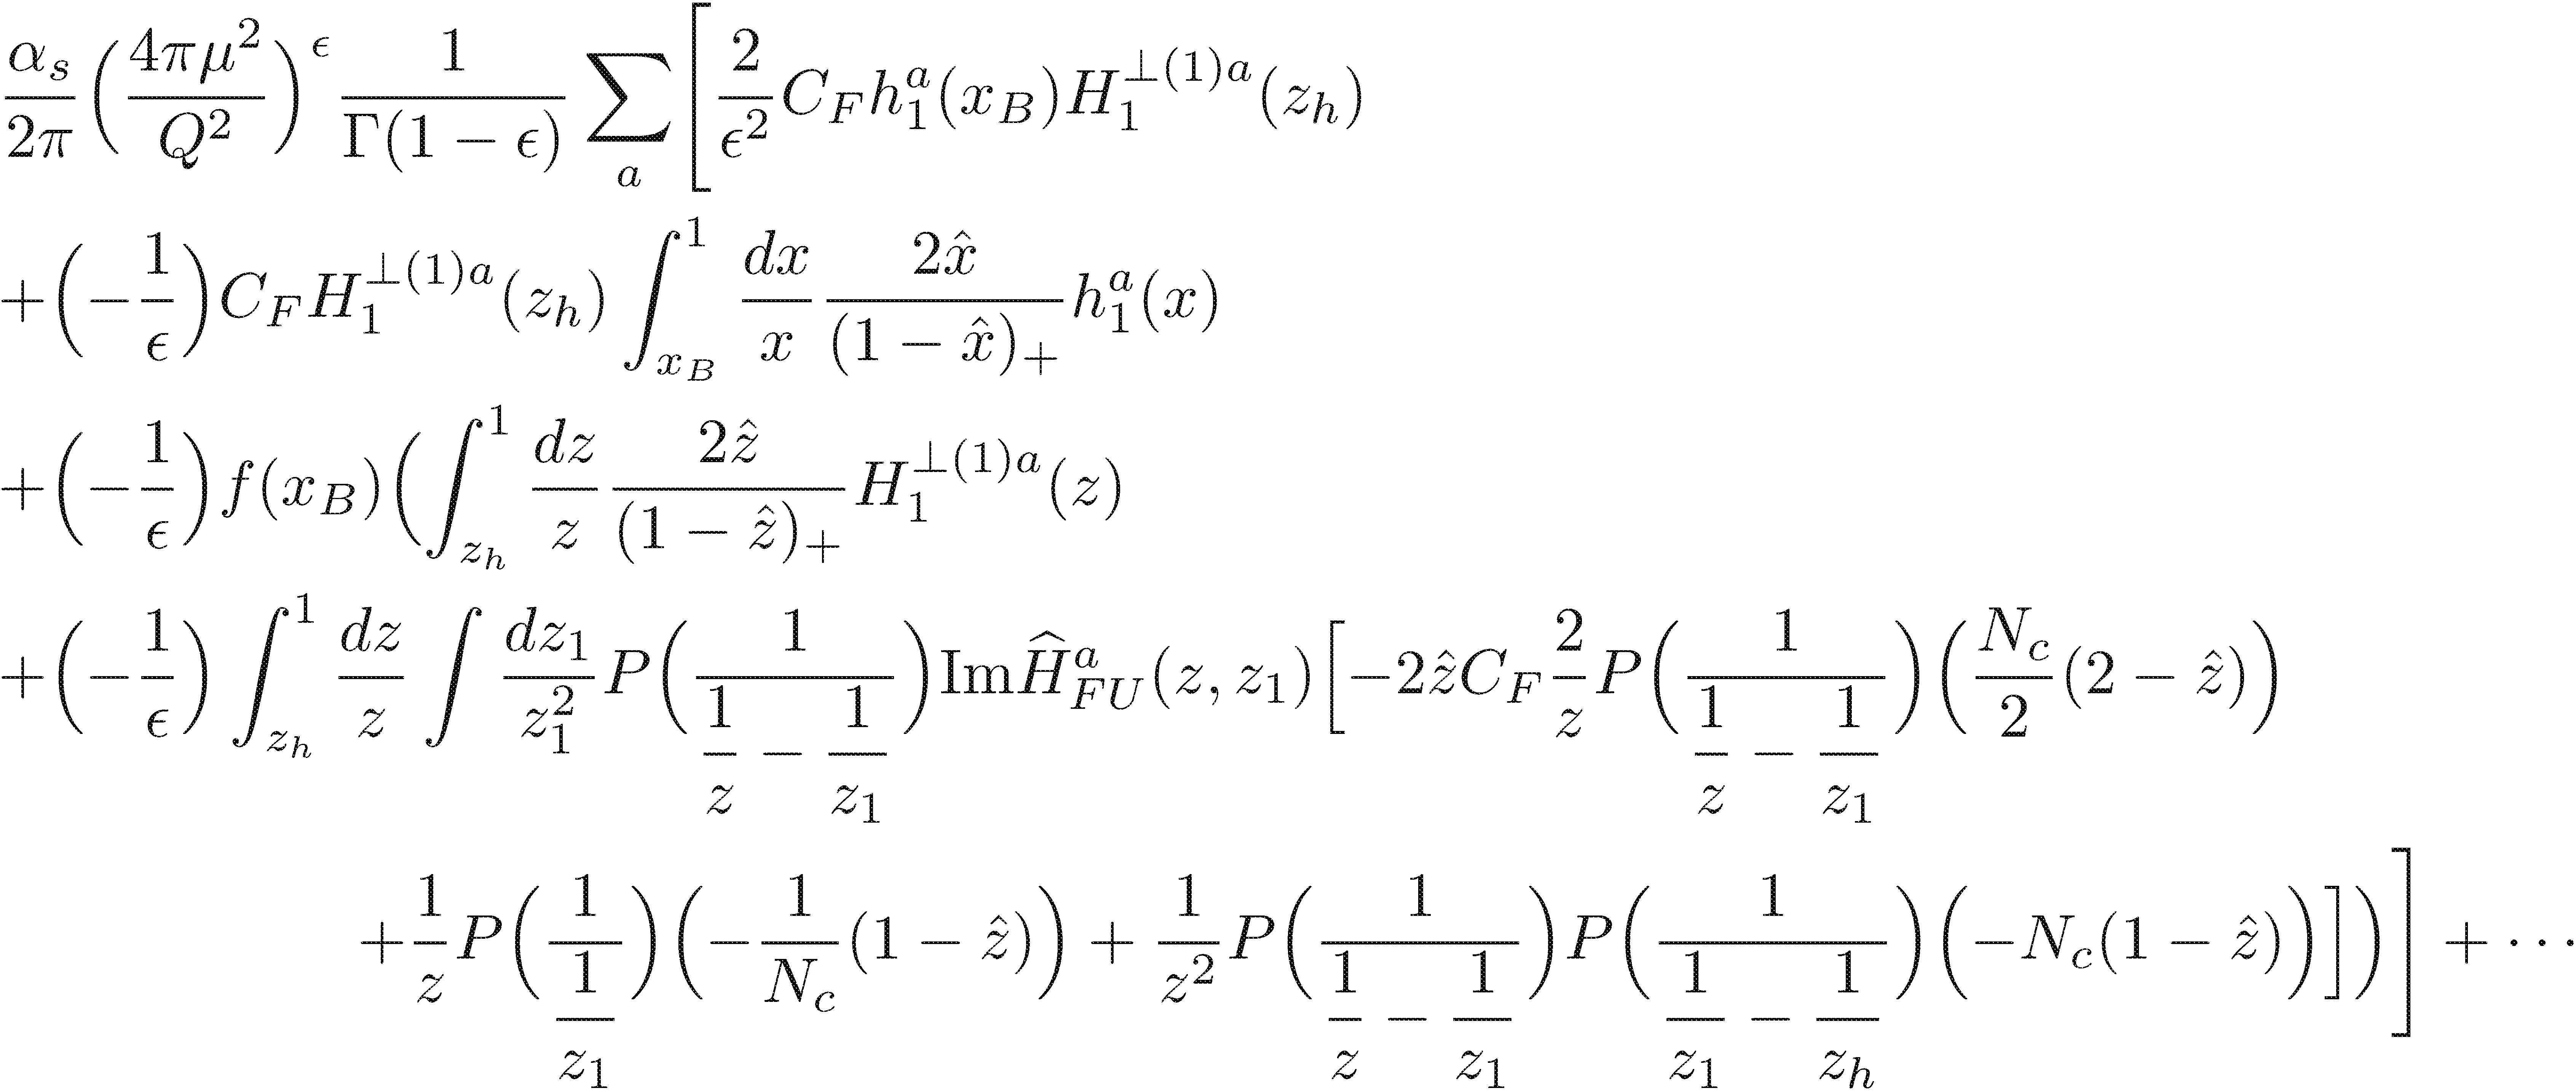 \frac{\alpha_s}{2\pi}\Big(\frac{4\pi\mu^2}{Q^2}\Big)^{\epsilon}\frac{1}{\Gamma(1-\epsilon)}\sum_a\Bigg[\frac{2}{\epsilon^2}C_F h_1^a(x_B)H_1^{\perp(1)a}(z_h)
+\Big(-\frac{1}{\epsilon}\Big)C_F H_1^{\perp(1)a}(z_h)\int_{x_B}^1\frac{dx}{x}\frac{2\hat{x}}{(1-\hat{x})_+}h_1^a(x)
+\Big(-\frac{1}{\epsilon}\Big)f(x_B)\Big(\int_{z_h}^1\frac{dz}{z}\frac{2\hat{z}}{(1-\hat{z})_+}H_1^{\perp(1)a}(z)
+\Big(-\frac{1}{\epsilon}\Big)\int_{z_h}^1\frac{dz}{z}\int\frac{dz_1}{z_1^2}P\Big(\frac{1}{\frac{1}{z}-\frac{1}{z_1}}\Big)\mathrm{Im}\widehat{H}_{FU}^a(z,z_1)\Big[-2\hat{z}C_F\frac{2}{z}P\Big(\frac{1}{\frac{1}{z}-\frac{1}{z_1}}\Big)\Big(\frac{N_c}{2}(2-\hat{z})\Big)
+\frac{1}{z}P\Big(\frac{1}{\frac{1}{z_1}}\Big)\Big(-\frac{1}{N_c}(1-\hat{z})\Big)+\frac{1}{z^2}P\Big(\frac{1}{\frac{1}{z}-\frac{1}{z_1}}\Big)P\Big(\frac{1}{\frac{1}{z_1}-\frac{1}{z_h}}\Big)\Big(-N_c(1-\hat{z})\Big)\Big]\Big)\Bigg]+\cdots